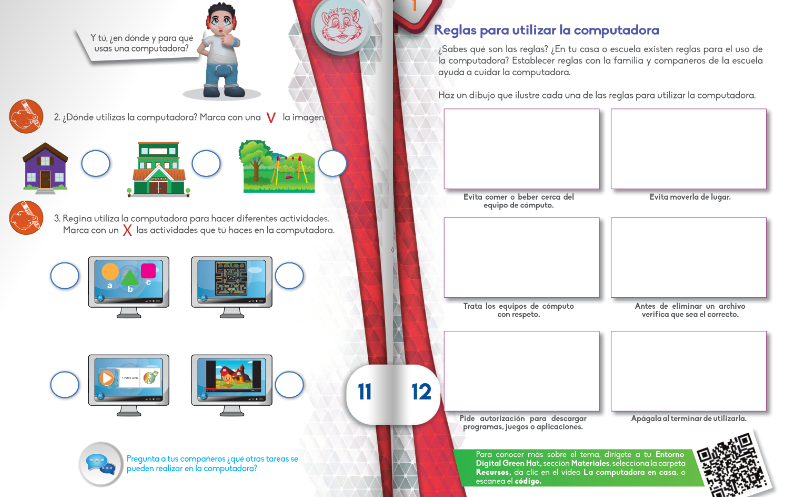 Y tú, ¿en dónde y para qué
usas una computadora?
2. ¿Dónde utilizas la computadora? Marca con una V la imagen.
3. Regina utiliza la computadora para hacer diferentes actividades.
Marca con un X las actividades que tú haces en la computadora.
a
b
c
11
Pregunta a tus compañeros ¿qué otras tareas se
pueden realizar en la computadora?
1
Reglas para utilizar la computadora
¿Sabes qué son las reglas? ¿En tu casa o escuela existen reglas para el uso de
la computadora? Establecer reglas con la familia y compañeros de la escuela
ayuda a cuidar la computadora.
Haz un dibujo que ilustre cada una de las reglas para utilizar la computadora.
Evita comer o beber cerca del
equipo de cómputo.
Evita moverla de lugar.
Trata los equipos de cómputo
con respeto.
Antes de eliminar un archivo
verifica que sea el correcto.
Pide autorización para descargar
programas, juegos o aplicaciones.
Apágala al terminar de utilizarla.
12
Para conocer más sobre el tema, dirígete a tu Entorno
Digital Green Hat, sección Materiales, selecciona la carpeta
Recursos, da clic en el video La computadora en casa, o
escanea el código.